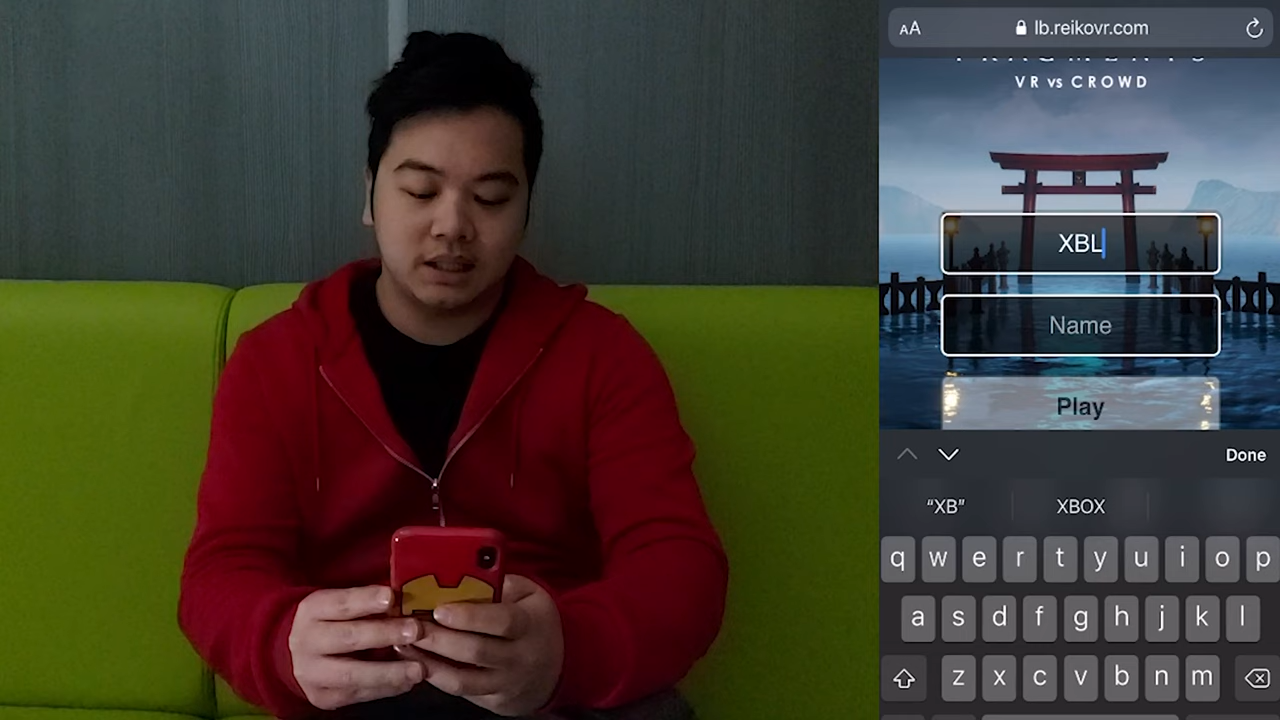 AA lb.reikovr.com
FRAGMENTS
VR vs CROWD
XBL
Name
Play
Done
“XB” XBOX
q w e r t y u i o p
a s d f g h j k l
z x c v b n m